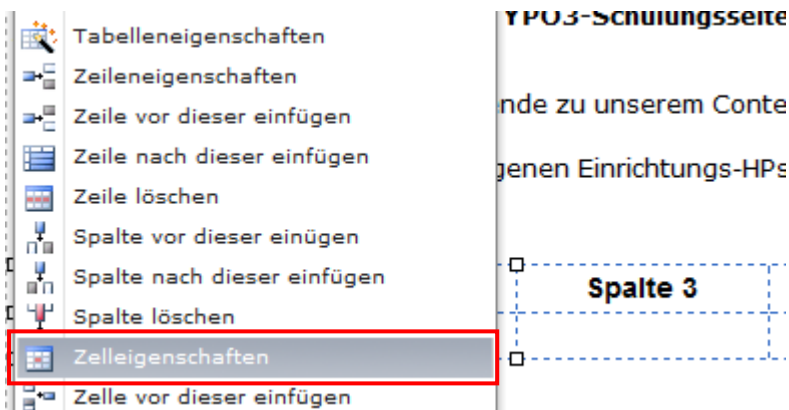 Tabelleneigenschaften
Zeileneigenschaften
Zeile vor dieser einfügen
Zeile nach dieser einfügen
Zeile löschen
Spalte vor dieser einügen
Spalte nach dieser einfügen
Spalte löschen
Zelleigenschaften
Zelle vor dieser einfügen
YPO3-Schulungsseite
nde zu unserem Conte
genen Einrichtungs-HPs
Spalte 3